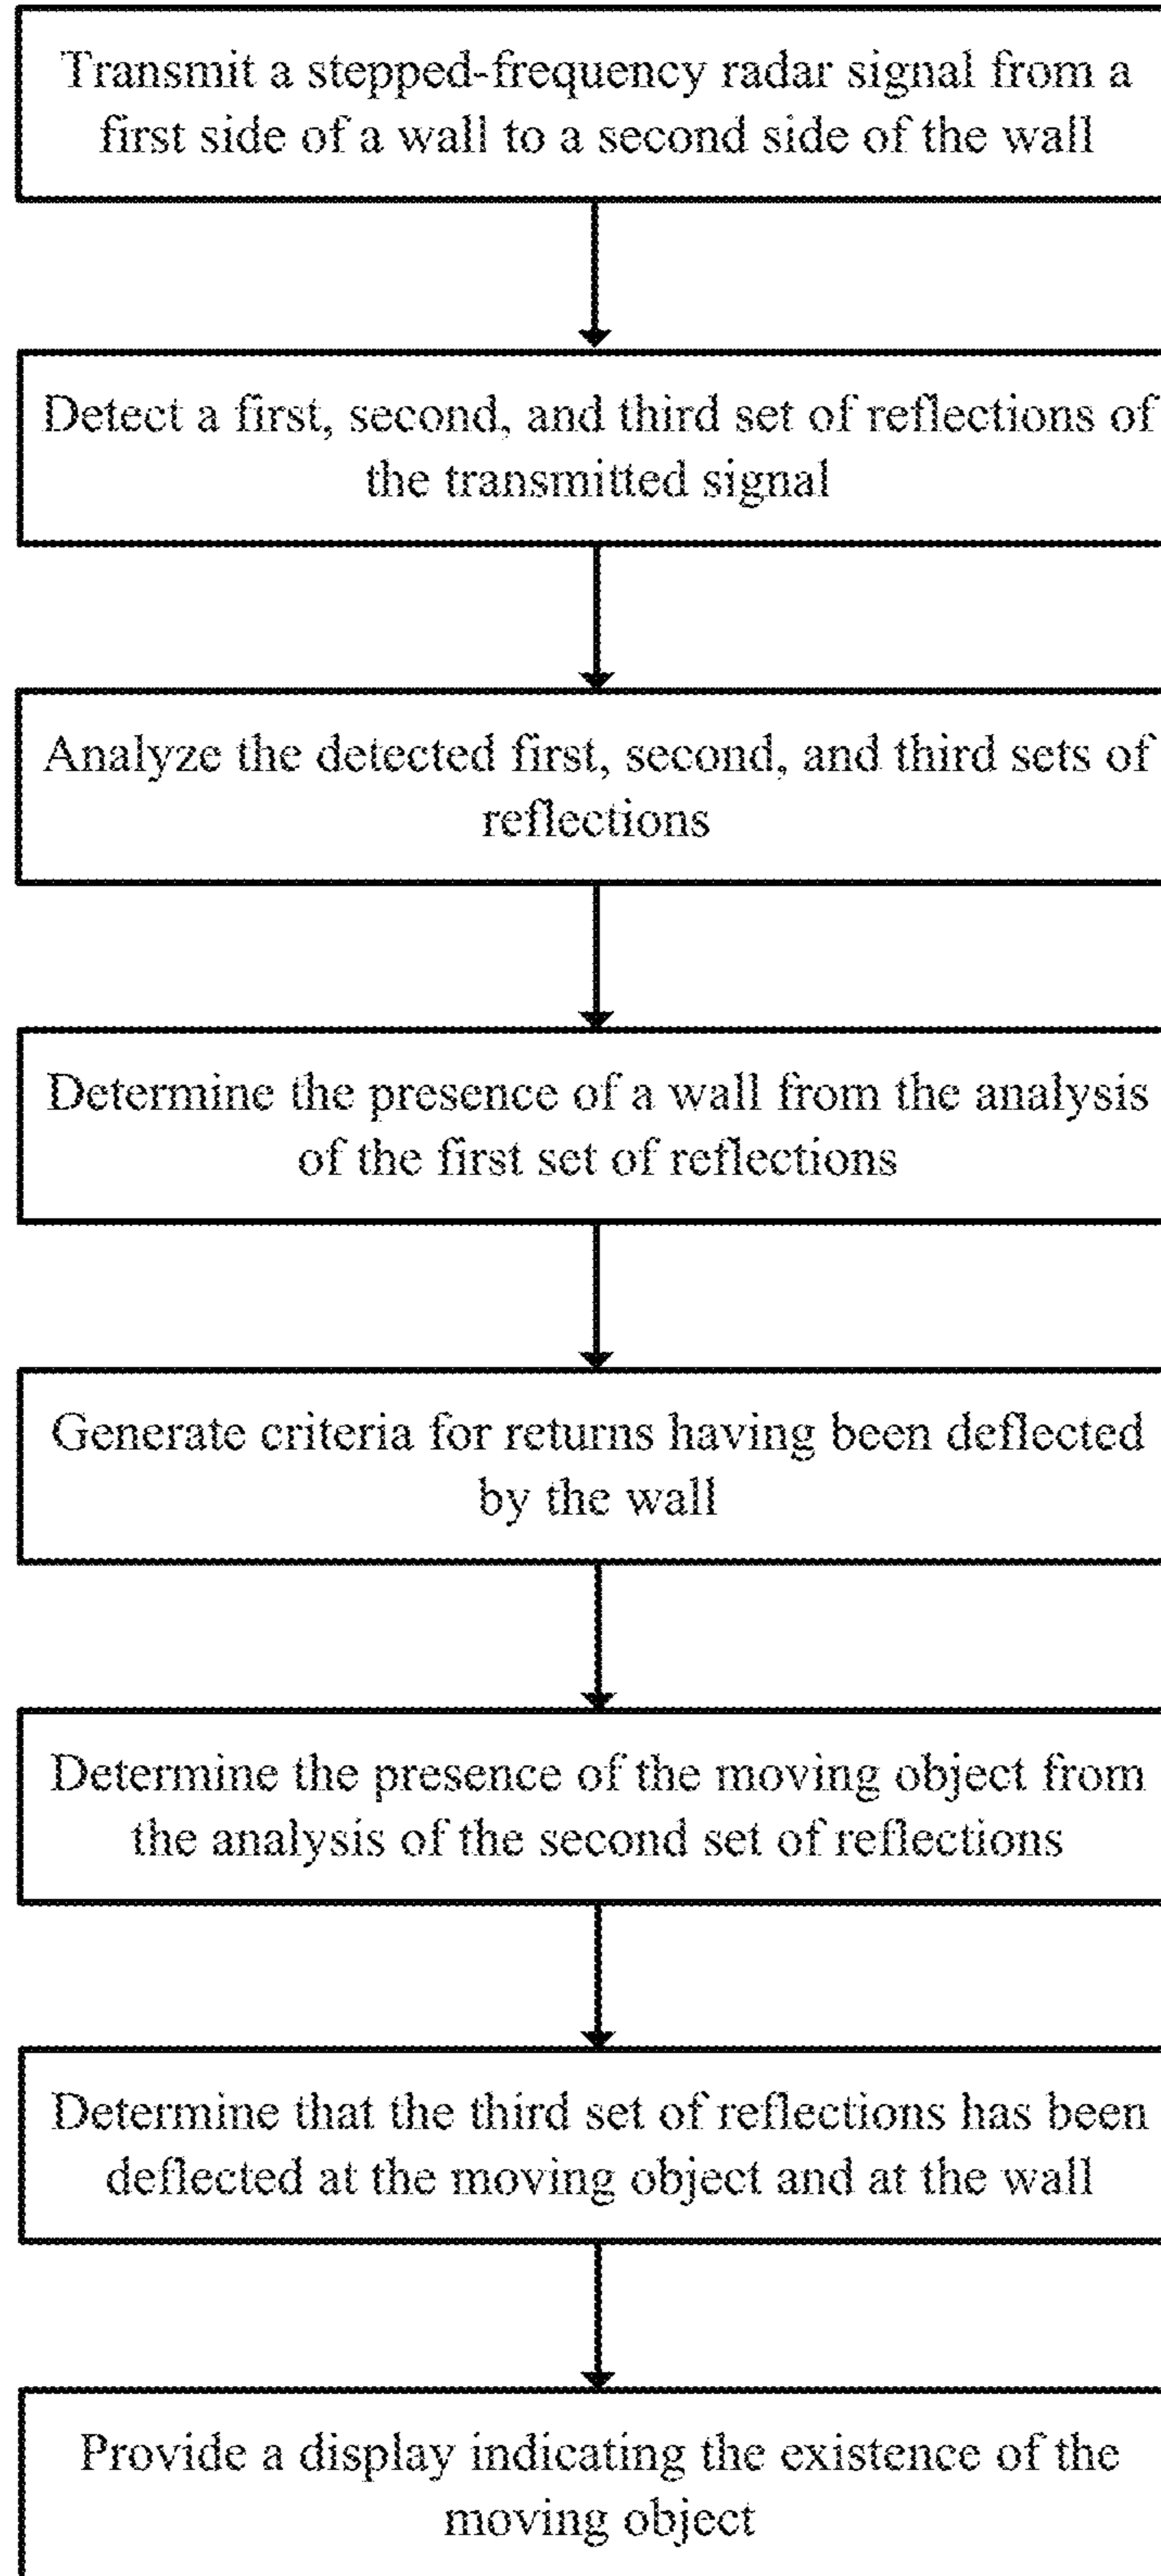 Transmit a stepped-frequency radar signal from a
first side of a wall to a second side of the wall
Detect a first, second, and third set of reflections of
the transmitted signal
Analyze the detected first, second, and third sets of
reflections
Determine the presence of a wall from the analysis
of the first set of reflections
Generate criteria for returns having been deflected
by the wall
Determine the presence of the moving object from
the analysis of the second set of reflections
Determine that the third set of reflections has been
deflected at the moving object and at the wall
Provide a display indicating the existence of the
moving object